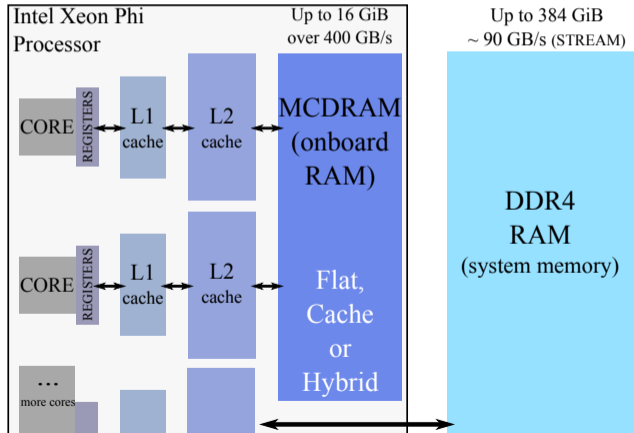 Intel Xeon Phi
Processor
Up to 16 GiB
over 400 GB/s
Up to 384 GiB
~ 90 GB/s (STREAM)
CORE
REGISTERS
L1
cache
L2
cache
MCDRAM
(onboard
RAM)
DDR4
RAM
(system memory)
CORE
REGISTERS
L1
cache
L2
cache
Flat,
Cache
or
Hybrid
...
more cores